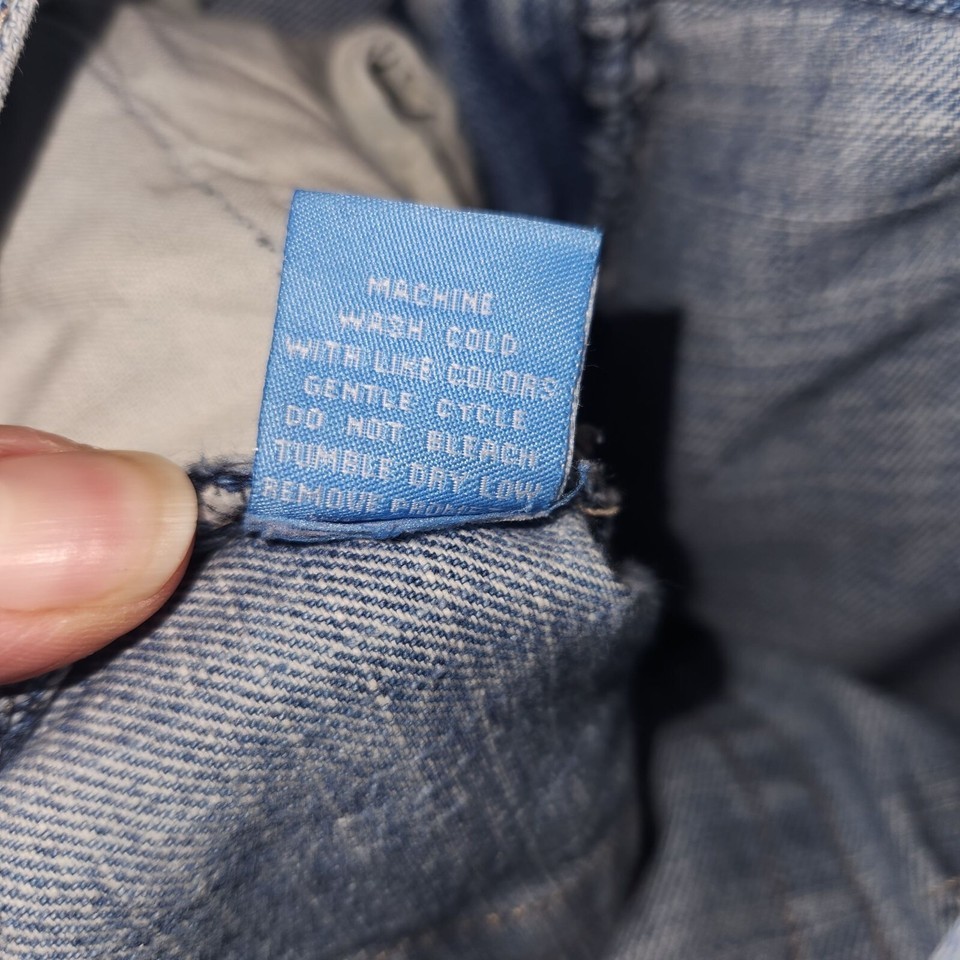 MACHINE
WASH COLD
WITH LIKE COLORS
GENTLE CYCLE
DO NOT BLEACH
TUMBLE DRY LOW
REMOVE